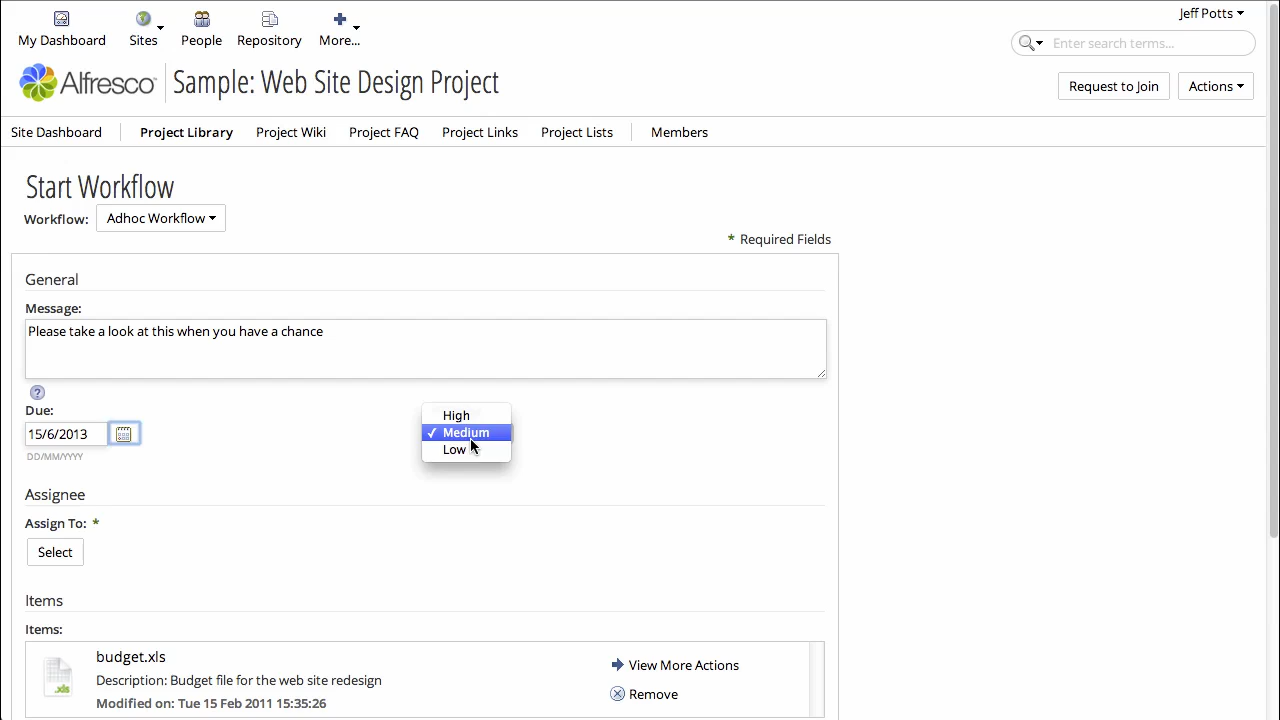 Jeff Potts
My Dashboard
Sites
People
Repository
More...
Enter search terms...
Alfresco Sample: Web Site Design Project
Request to Join
Actions
Site Dashboard Project Library Project Wiki Project FAQ Project Links Project Lists Members
Start Workflow
Workflow: Adhoc Workflow
* Required Fields
General
Message:
Please take a look at this when you have a chance
?
Due:
15/6/2013
DD/MM/YYYY
High
✓ Medium
Low
Assignee
Assign To: *
Select
Items
Items:
.xls
budget.xls
Description: Budget file for the web site redesign
Modified on: Tue 15 Feb 2011 15:35:26
View More Actions
Remove